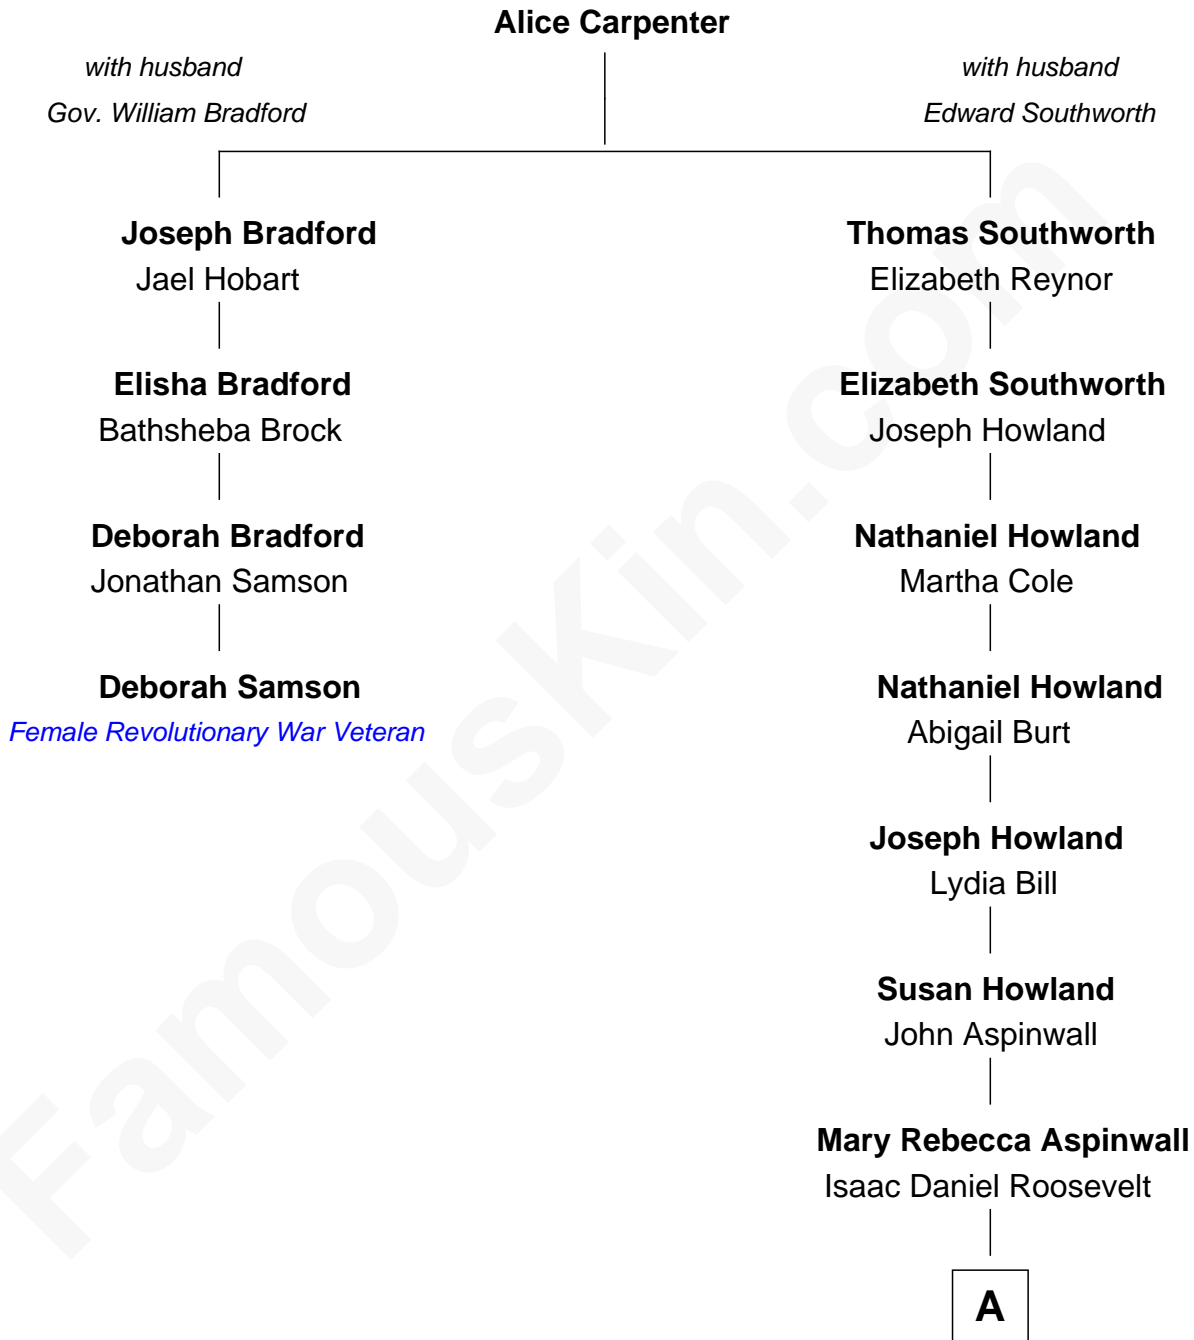 Alice Carpenter
with husband
Gov. William Bradford
with husband
Edward Southworth
Joseph Bradford
Jael Hobart
Thomas Southworth
Elizabeth Reynor
Elisha Bradford
Bathsheba Brock
Elizabeth Southworth
Joseph Howland
Deborah Bradford
Jonathan Samson
Nathaniel Howland
Martha Cole
Deborah Samson
Female Revolutionary War Veteran
Nathaniel Howland
Abigail Burt
Joseph Howland
Lydia Bill
Susan Howland
John Aspinwall
Mary Rebecca Aspinwall
Isaac Daniel Roosevelt
A
FamousKin.com